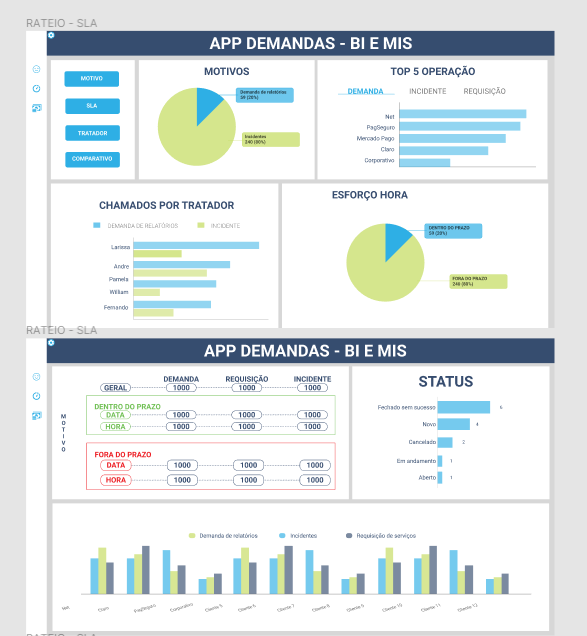 RATEIO - SLA
APP DEMANDAS - BI E MIS
MOTIVO
SLA
TRATADOR
COMPARATIVO
MOTIVOS
Demanda de relatórios
59 (20%)
Incidentes
240 (80%)
TOP 5 OPERAÇÃO
DEMANDA INCIDENTE REQUISIÇÃO
Net
PagSeguro
Mercado Pago
Claro
Corporativo
CHAMADOS POR TRATADOR
DEMANDA DE RELATÓRIOS INCIDENTE
Larissa
Andre
Pamela
William
Fernando
ESFORÇO HORA
DENTRO DO PRAZO
59 (20%)
FORA DO PRAZO
240 (80%)
RATEIO - SLA
APP DEMANDAS - BI E MIS
MOTIVO
DEMANDA REQUISIÇÃO INCIDENTE
GERAL 1000 1000 1000
DENTRO DO PRAZO
DATA 1000 1000 1000
HORA 1000 1000 1000
FORA DO PRAZO
DATA 1000 1000 1000
HORA 1000 1000 1000
STATUS
Fechado sem sucesso 6
Novo 4
Cancelado 2
Em andamento 1
Aberto 1
Demanda de relatórios Incidentes Requisição de serviços
Net Claro PagSeguro Corporativo Cliente 5 Cliente 6 Cliente 7 Cliente 8 Cliente 9 Cliente 10 Cliente 11 Cliente 12
RATEIO - SLA